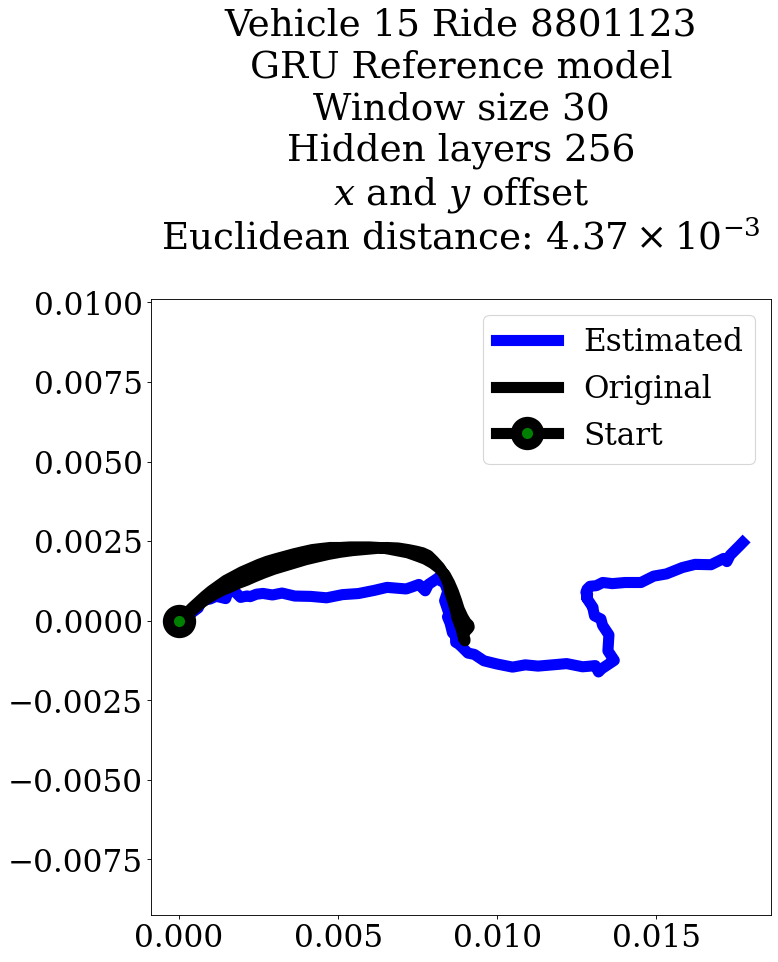 Vehicle 15 Ride 8801123
GRU Reference model
Window size 30
Hidden layers 256
x and y offset
Euclidean distance: 4.37 × 10⁻³
0.0100
0.0075
0.0050
0.0025
0.0000
−0.0025
−0.0050
−0.0075
Estimated
Original
Start
0.000 0.005 0.010 0.015